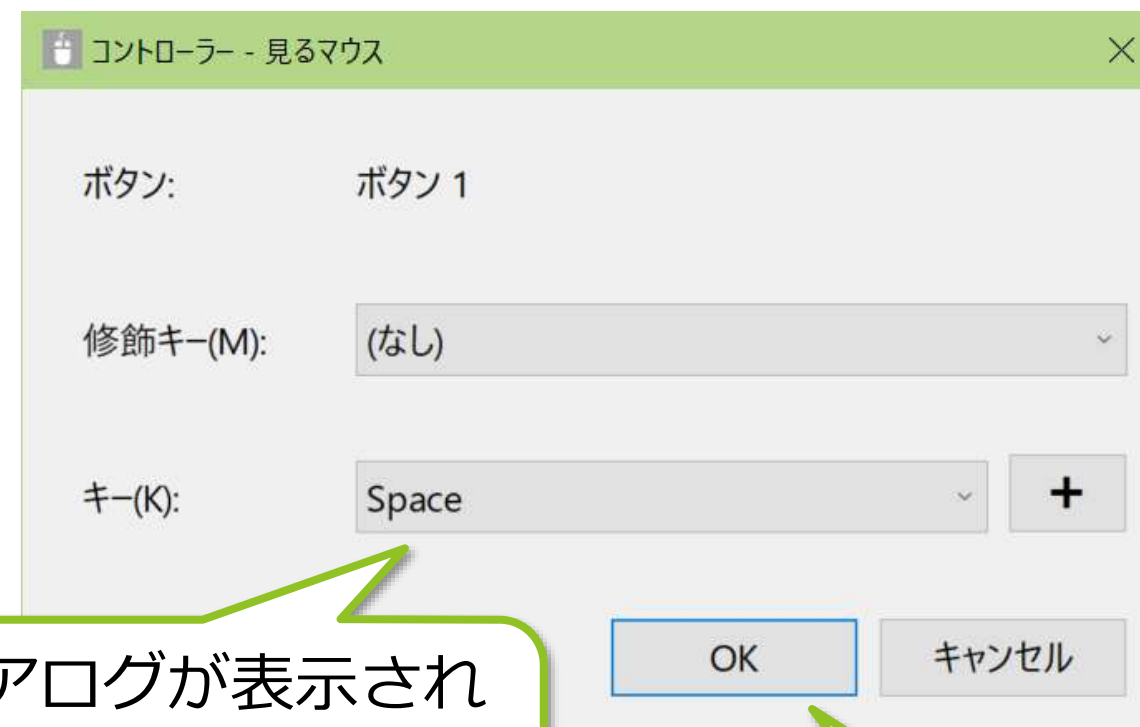 コントローラー - 見るマウス
ボタン: ボタン 1
修飾キー(M): (なし)
キー(K): Space +
OK キャンセル
アログが表示され